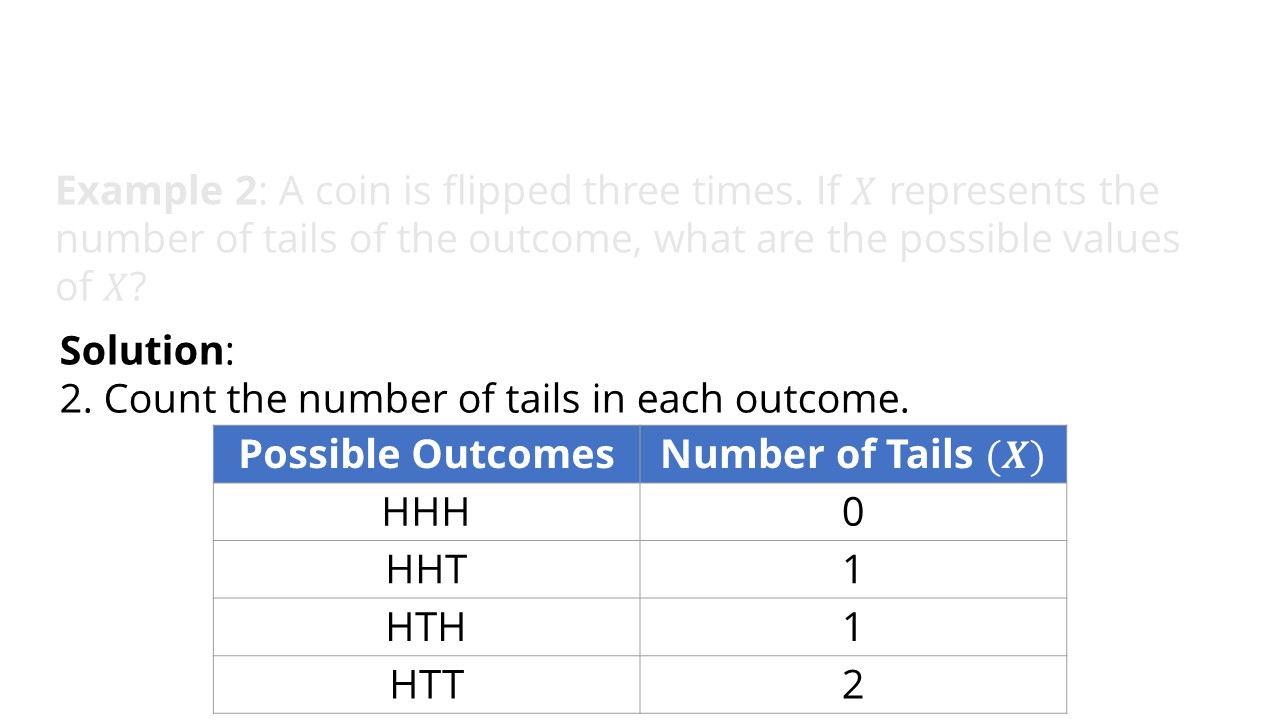 Example 2: A coin is flipped three times. If X represents the
number of tails of the outcome, what are the possible values
of X?
Solution:
2. Count the number of tails in each outcome.
Possible Outcomes Number of Tails (X)
HHH 0
HHT 1
HTH 1
HTT 2